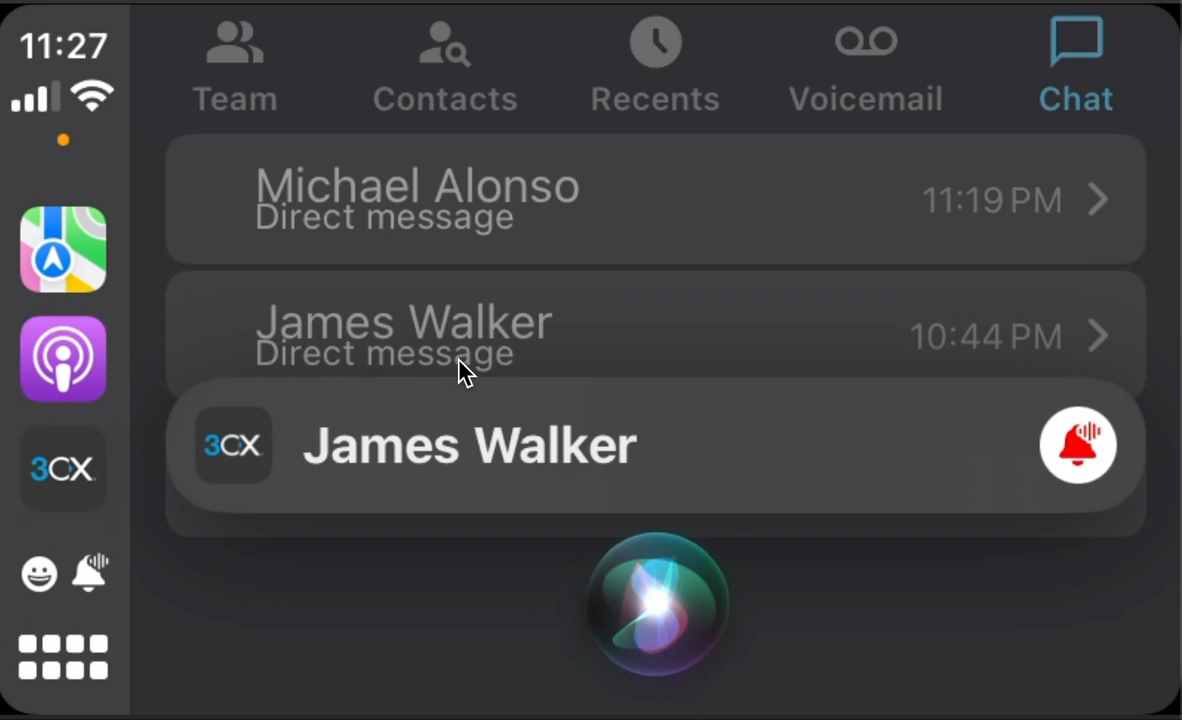 11:27
Team
Contacts
Recents
Voicemail
Chat
Michael Alonso
Direct message
11:19 PM
James Walker
Direct message
10:44 PM
3CX
James Walker
3CX